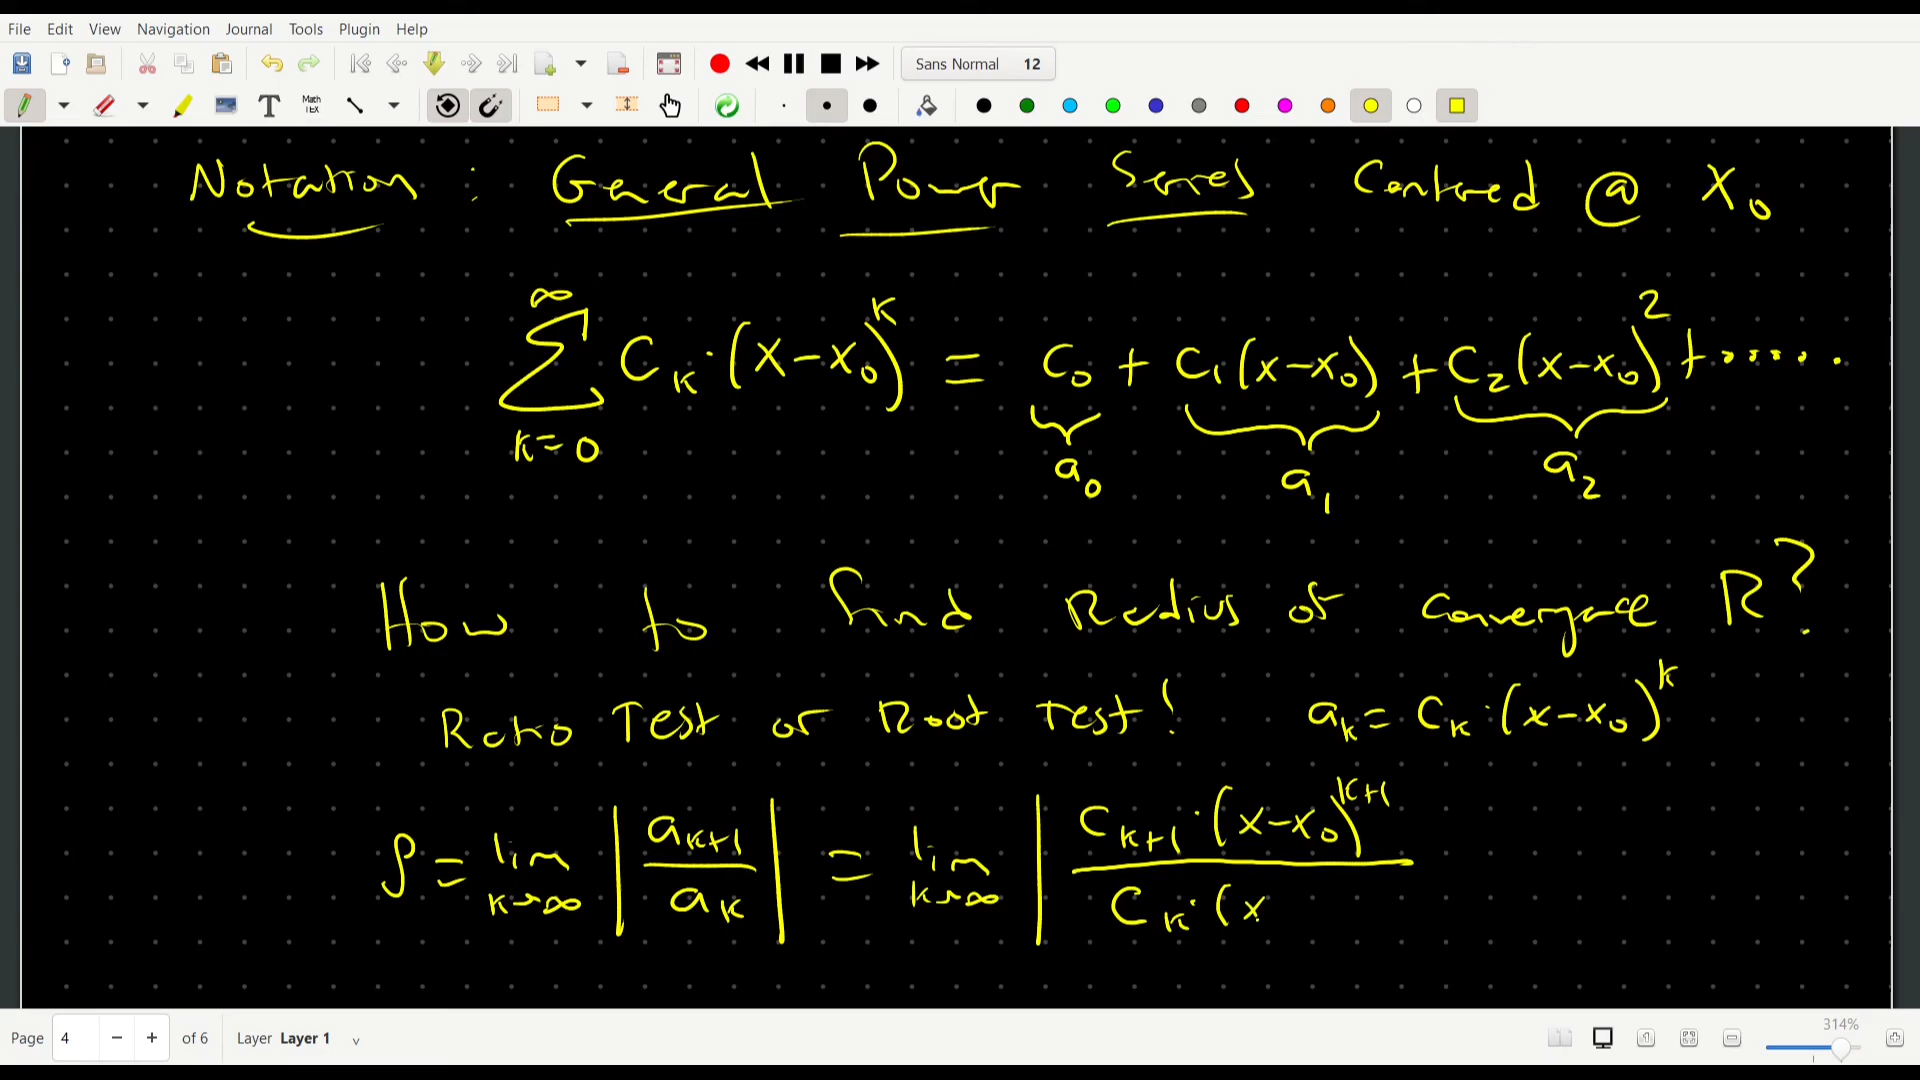 File Edit View Navigation Journal Tools Plugin Help
Sans Normal 12
T Math TEX
Notation : General Power Series Centred @ x₀
∞
∑ Cₖ·(x-x₀)ᵏ = C₀ + C₁(x-x₀) + C₂(x-x₀)² + .......
k=0
a₀ a₁ a₂
How to find Radius of convergence R?
Ratio Test or Root Test! aₖ = Cₖ·(x-x₀)ᵏ
ρ = lim k→∞ | aₖ₊₁ / aₖ | = lim k→∞ | Cₖ₊₁·(x-x₀)ᵏ⁺¹ / Cₖ·(x
314%
Page 4 − + of 6 Layer Layer 1